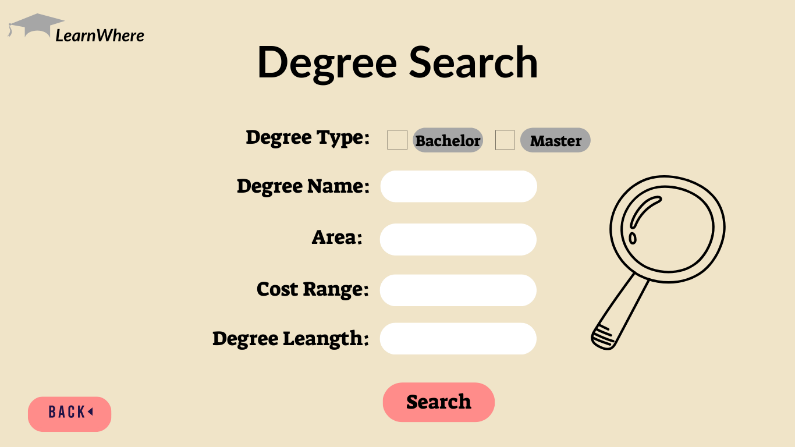 LearnWhere
Degree Search
Degree Type: Bachelor Master
Degree Name:
Area:
Cost Range:
Degree Leangth:
Search
BACK